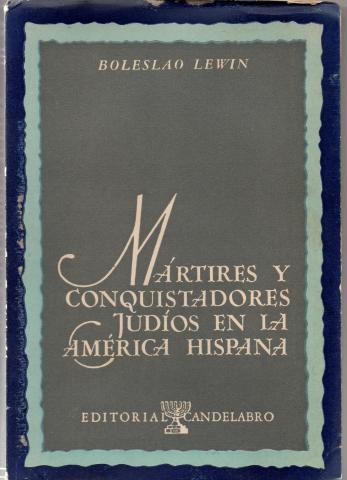 BOLESLAO LEWIN
MÁRTIRES Y
CONQUISTADORES
JUDÍOS EN LA
AMÉRICA HISPANA
EDITORIAL CANDELABRO